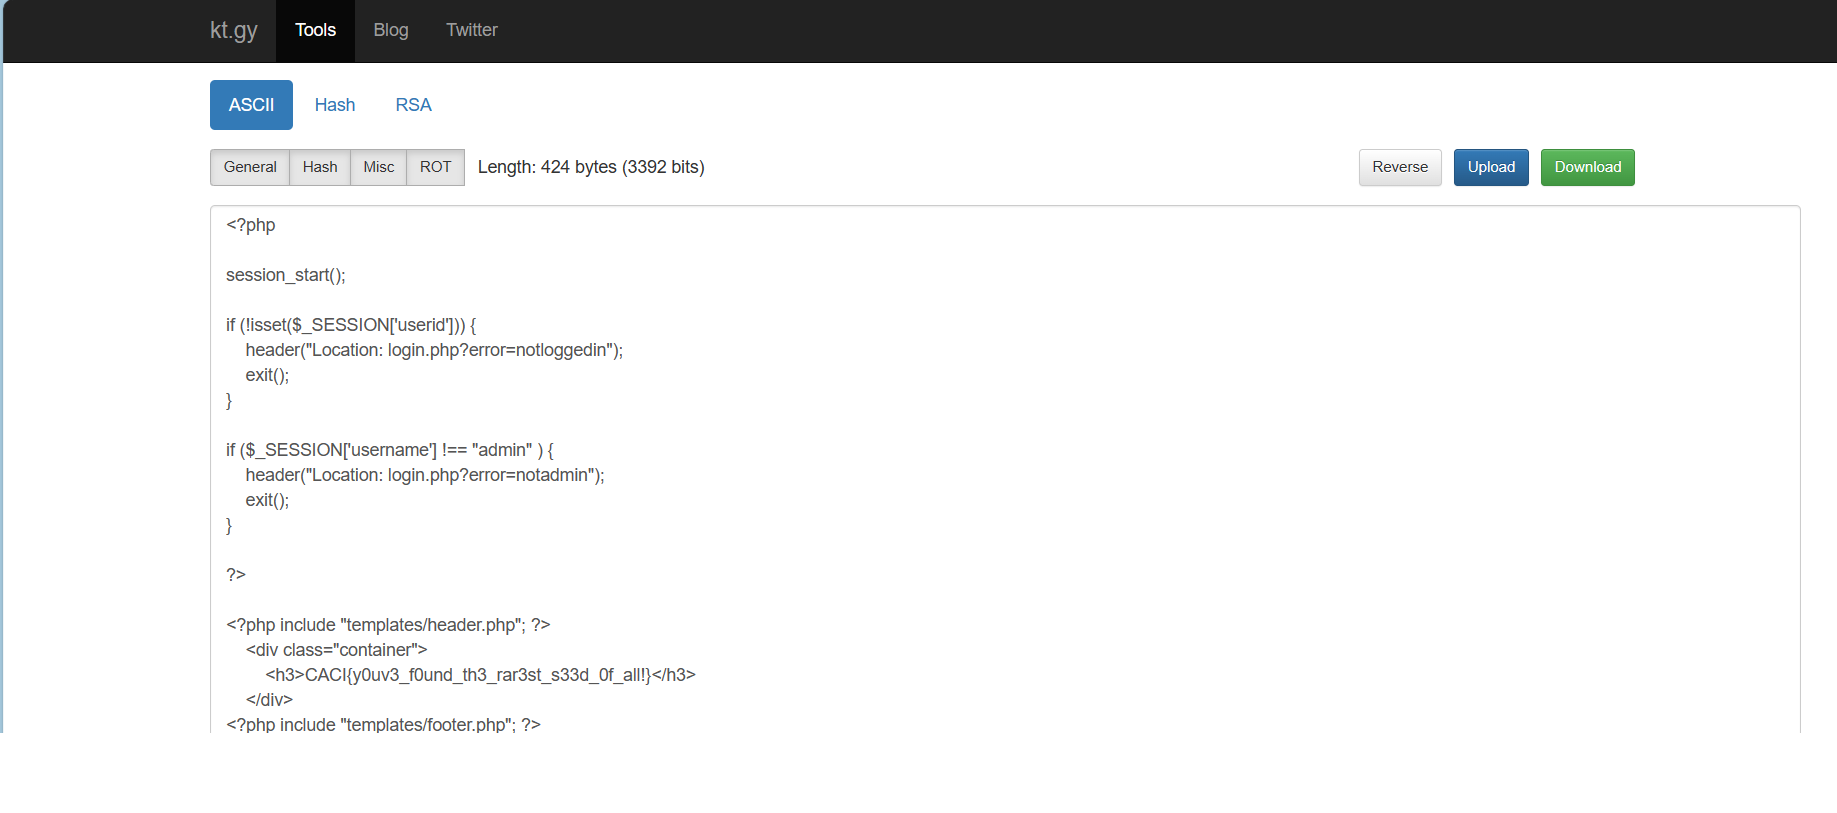 kt.gy Tools Blog Twitter
ASCII Hash RSA
General Hash Misc ROT Length: 424 bytes (3392 bits) Reverse Upload Download
<?php
session_start();
if (!isset($_SESSION['userid'])) {
header("Location: login.php?error=notloggedin");
exit();
}
if ($_SESSION['username'] !== "admin" ) {
header("Location: login.php?error=notadmin");
exit();
}
?>
<?php include "templates/header.php"; ?>
<div class="container">
<h3>CACI{y0uv3_f0und_th3_rar3st_s33d_0f_all!}</h3>
</div>
<?php include "templates/footer.php"; ?>